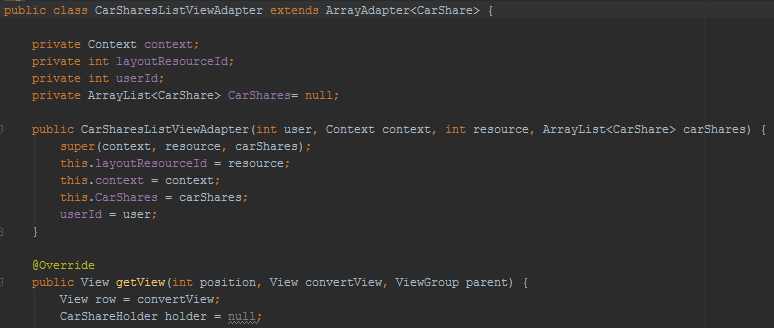 public class CarSharesListViewAdapter extends ArrayAdapter<CarShare> {
private Context context;
private int layoutResourceId;
private int userId;
private ArrayList<CarShare> CarShares= null;
public CarSharesListViewAdapter(int user, Context context, int resource, ArrayList<CarShare> carShares) {
super(context, resource, carShares);
this.layoutResourceId = resource;
this.context = context;
this.CarShares = carShares;
userId = user;
}
@Override
public View getView(int position, View convertView, ViewGroup parent) {
View row = convertView;
CarShareHolder holder = null;